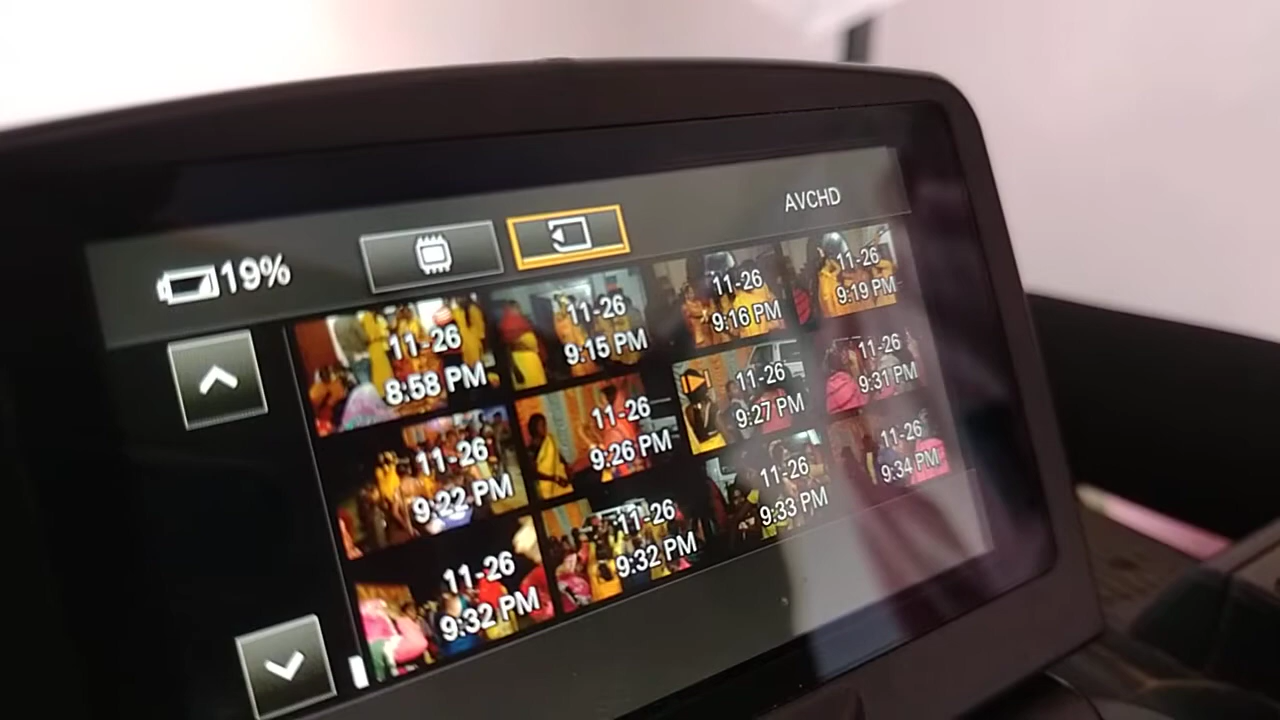 19%
AVCHD
11-26
8:58 PM
11-26
9:15 PM
11-26
9:16 PM
11-26
9:19 PM
11-26
9:22 PM
11-26
9:26 PM
11-26
9:27 PM
11-26
9:31 PM
11-26
9:32 PM
11-26
9:32 PM
11-26
9:33 PM
11-26
9:34 PM